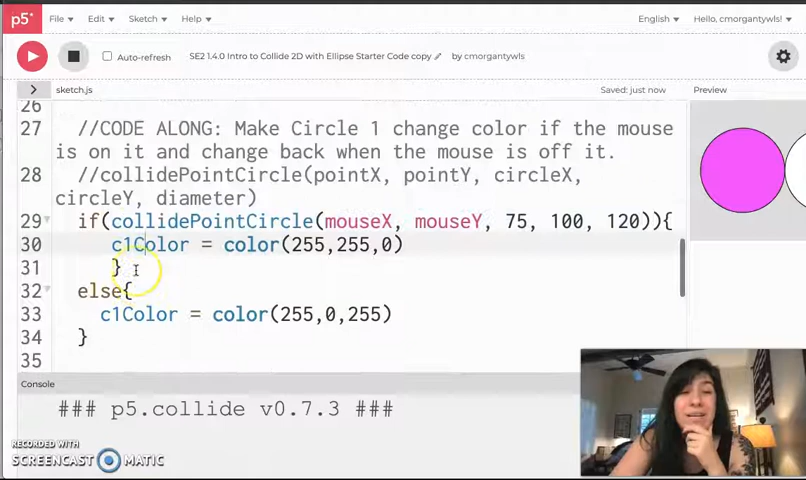 p5* File Edit Sketch Help English Hello, cmorgantywls!
Auto-refresh SE2 1.4.0 Intro to Collide 2D with Ellipse Starter Code copy by cmorgantywls
sketch.js Saved: just now Preview
26
27 //CODE ALONG: Make Circle 1 change color if the mouse
is on it and change back when the mouse is off it.
28 //collidePointCircle(pointX, pointY, circleX,
circleY, diameter)
29 if(collidePointCircle(mouseX, mouseY, 75, 100, 120)){
30 c1Color = color(255,255,0)
31 }
32 else{
33 c1Color = color(255,0,255)
34 }
35
Console
### p5.collide v0.7.3 ###
RECORDED WITH
SCREENCAST MATIC